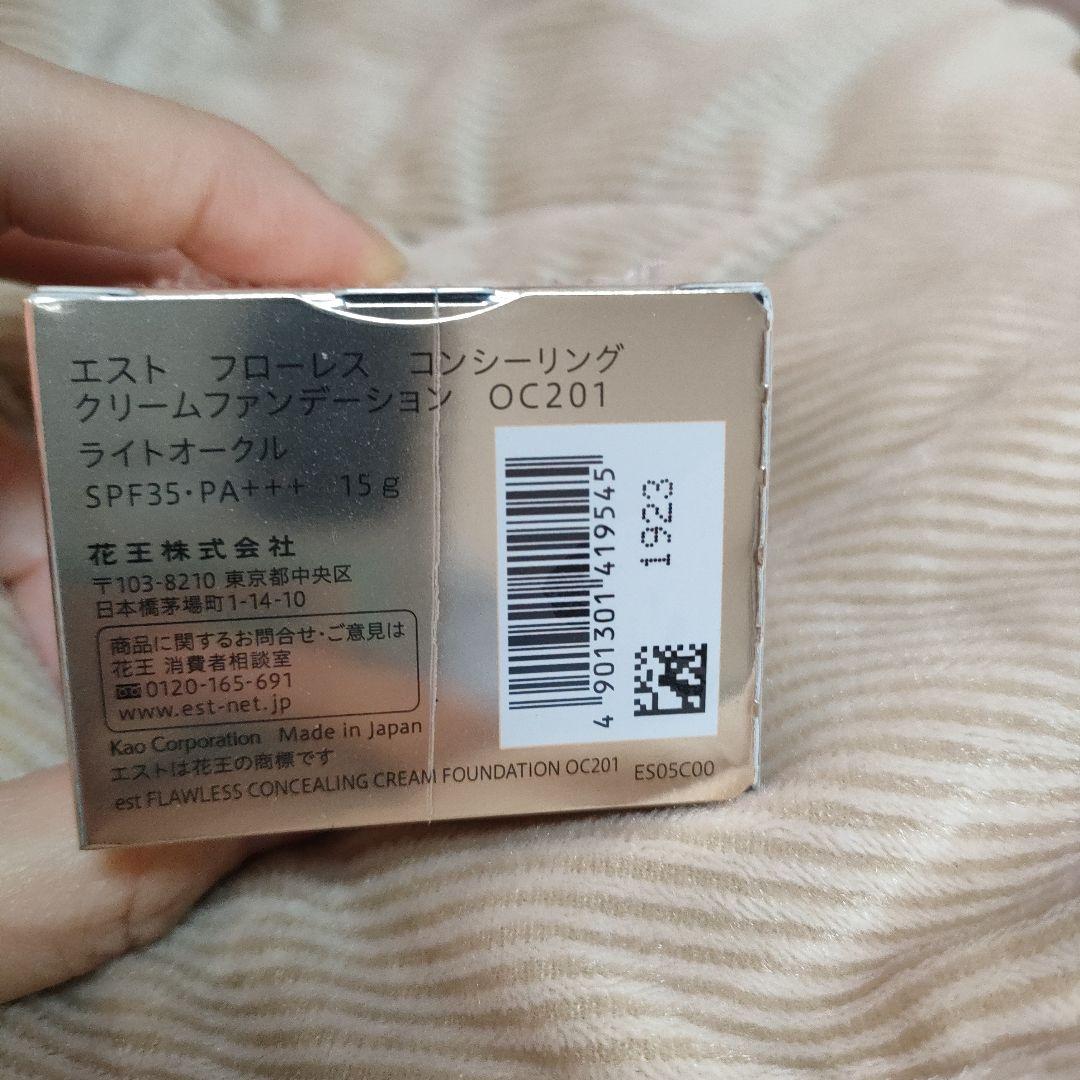 エスト　フローレス　コンシーリング
クリームファンデーション　OC201
ライトオークル
SPF35・PA+++　15g
花王株式会社
〒103-8210 東京都中央区
日本橋茅場町1-14-10
商品に関するお問合せ・ご意見は
花王 消費者相談室
0120-165-691
www.est-net.jp
Kao Corporation　Made in Japan
エストは花王の商標です
est FLAWLESS CONCEALING CREAM FOUNDATION OC201　ES05C00
4 901301 419545
1923